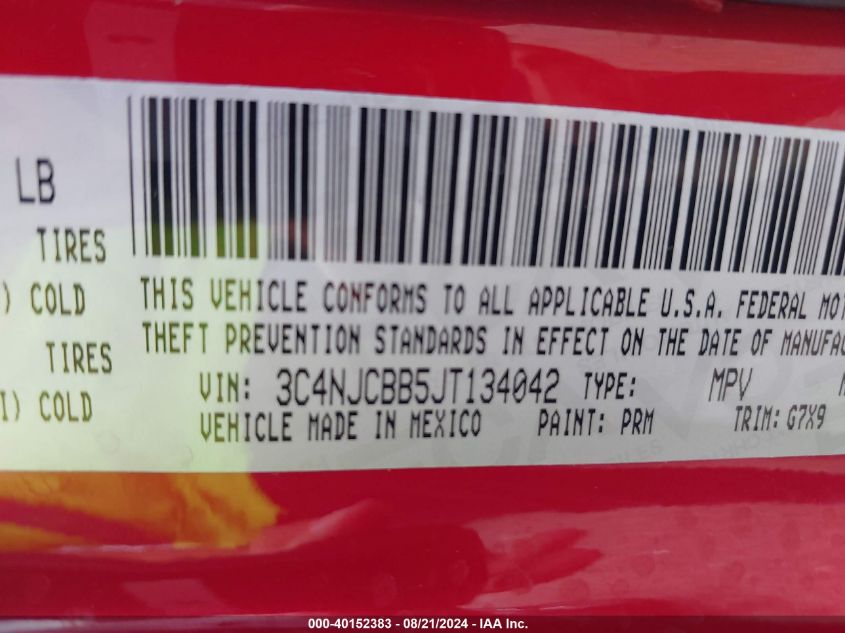 LB
TIRES
) COLD
TIRES
I) COLD
THIS VEHICLE CONFORMS TO ALL APPLICABLE U.S.A. FEDERAL MOT
THEFT PREVENTION STANDARDS IN EFFECT ON THE DATE OF MANUFAC
VIN: 3C4NJCBB5JT134042 TYPE: MPV
VEHICLE MADE IN MEXICO PAINT: PRM TRIM: G7X9
000-40152383 - 08/21/2024 - IAA Inc.